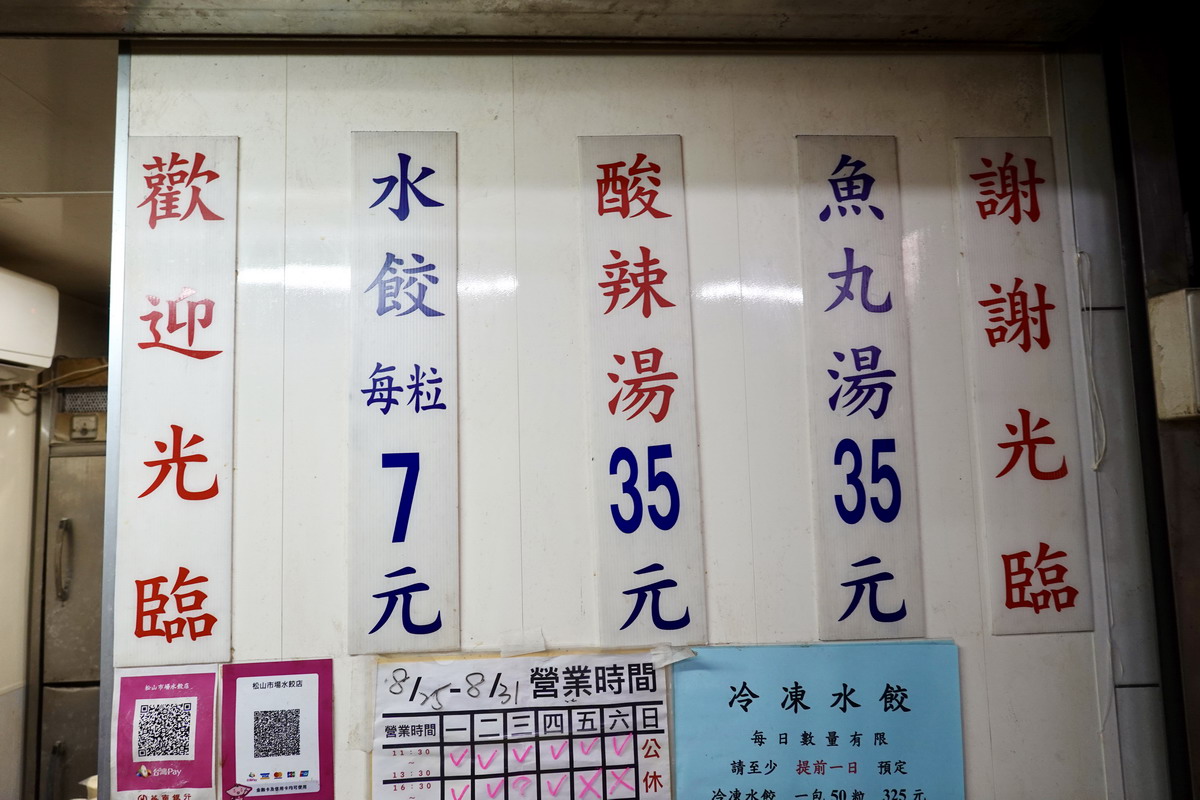 歡迎光臨
水餃每粒7元
酸辣湯35元
魚丸湯35元
謝謝光臨
松山市場水餃店
台灣Pay
松山市場水餃店
8/25-8/31 營業時間
營業時間 一 二 三 四 五 六 日
11:30
~
13:30
16:30
~
公休
冷凍水餃
每日數量有限
請至少 提前一日 預定
冷凍水餃 一包50粒 325元